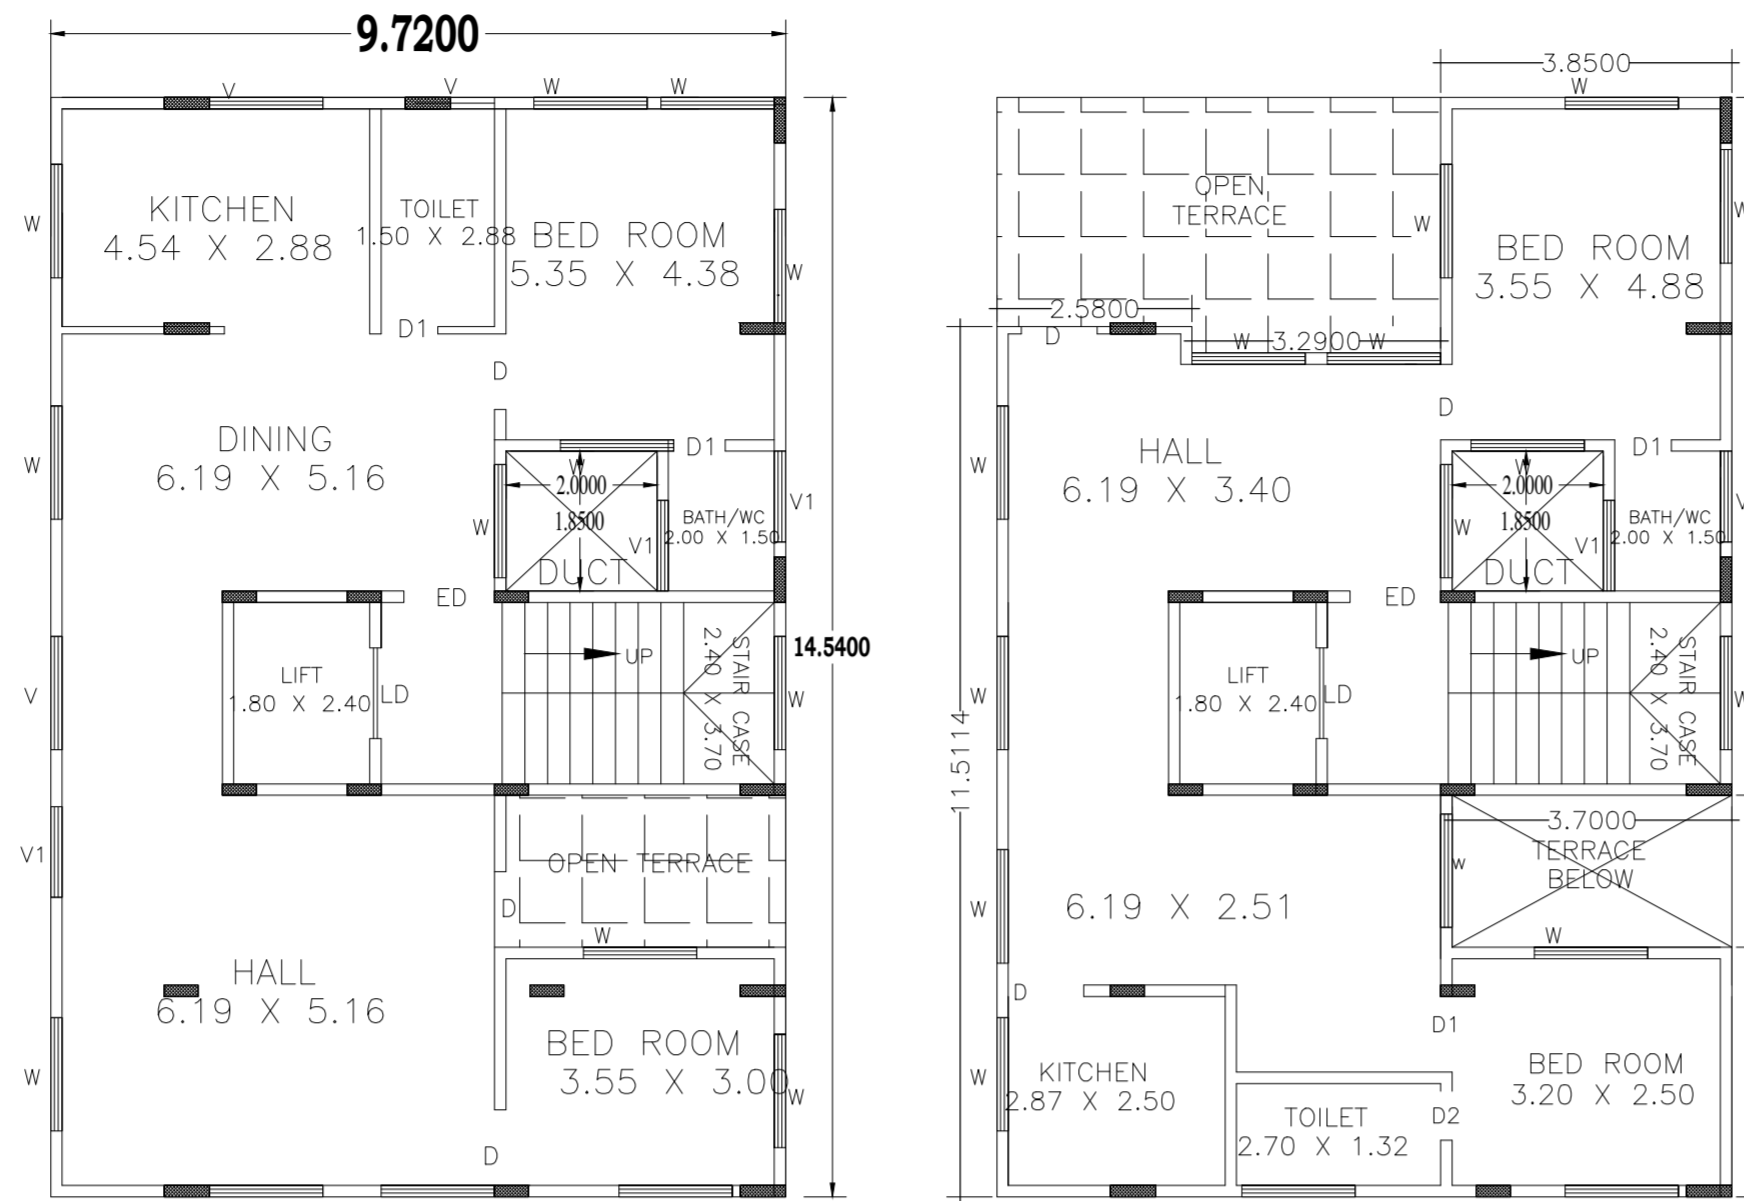 9.7200
V
V
W
W
KITCHEN
4.54 X 2.88
TOILET
1.50 X 2.88
BED ROOM
5.35 X 4.38
W
W
D1
D
DINING
6.19 X 5.16
W
D1
W
2.0000
1.8500
W
V1
DUCT
BATH/WC
2.00 X 1.50
V1
ED
LIFT
1.80 X 2.40
LD
UP
STAIR CASE
2.40 X 3.70
V
W
14.5400
V1
OPEN TERRACE
D
W
HALL
6.19 X 5.16
BED ROOM
3.55 X 3.00
W
W
D
3.8500
W
OPEN
TERRACE
W
BED ROOM
3.55 X 4.88
W
2.5800
D
W
3.2900
W
D
HALL
6.19 X 3.40
W
D1
W
2.0000
1.8500
W
V1
DUCT
BATH/WC
2.00 X 1.50
V
ED
LIFT
1.80 X 2.40
LD
UP
STAIR CASE
2.40 X 3.70
W
W
11.5114
3.7000
TERRACE
BELOW
W
W
6.19 X 2.51
W
D
D1
KITCHEN
2.87 X 2.50
W
TOILET
2.70 X 1.32
D2
BED ROOM
3.20 X 2.50